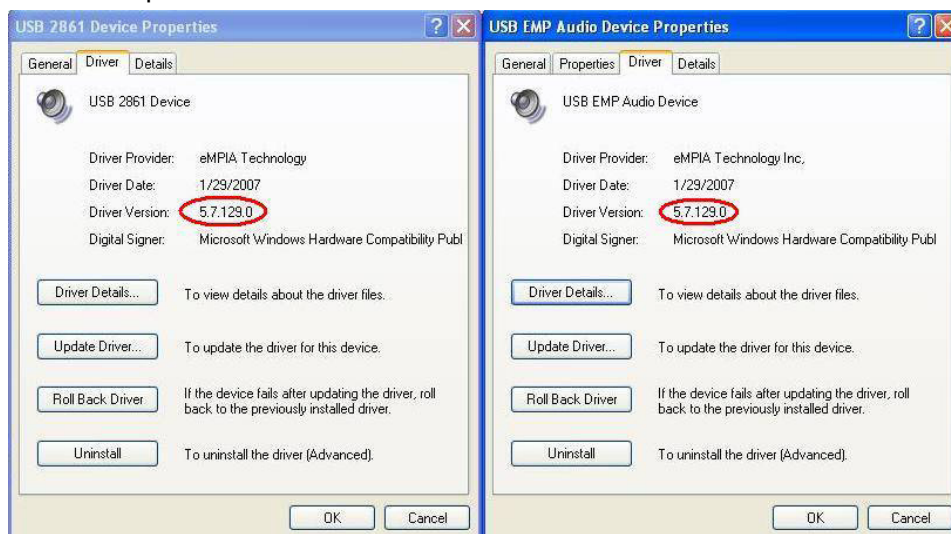 USB 2861 Device Properties
General Driver Details
USB 2861 Device
Driver Provider: eMPIA Technology
Driver Date: 1/29/2007
Driver Version: 5.7.129.0
Digital Signer: Microsoft Windows Hardware Compatibility Publ
Driver Details... To view details about the driver files.
Update Driver... To update the driver for this device.
Roll Back Driver If the device fails after updating the driver, roll
back to the previously installed driver.
Uninstall To uninstall the driver (Advanced).
OK Cancel
USB EMP Audio Device Properties
General Properties Driver Details
USB EMP Audio Device
Driver Provider: eMPIA Technology Inc,
Driver Date: 1/29/2007
Driver Version: 5.7.129.0
Digital Signer: Microsoft Windows Hardware Compatibility Publ
Driver Details... To view details about the driver files.
Update Driver... To update the driver for this device.
Roll Back Driver If the device fails after updating the driver, roll
back to the previously installed driver.
Uninstall To uninstall the driver (Advanced).
OK Cancel